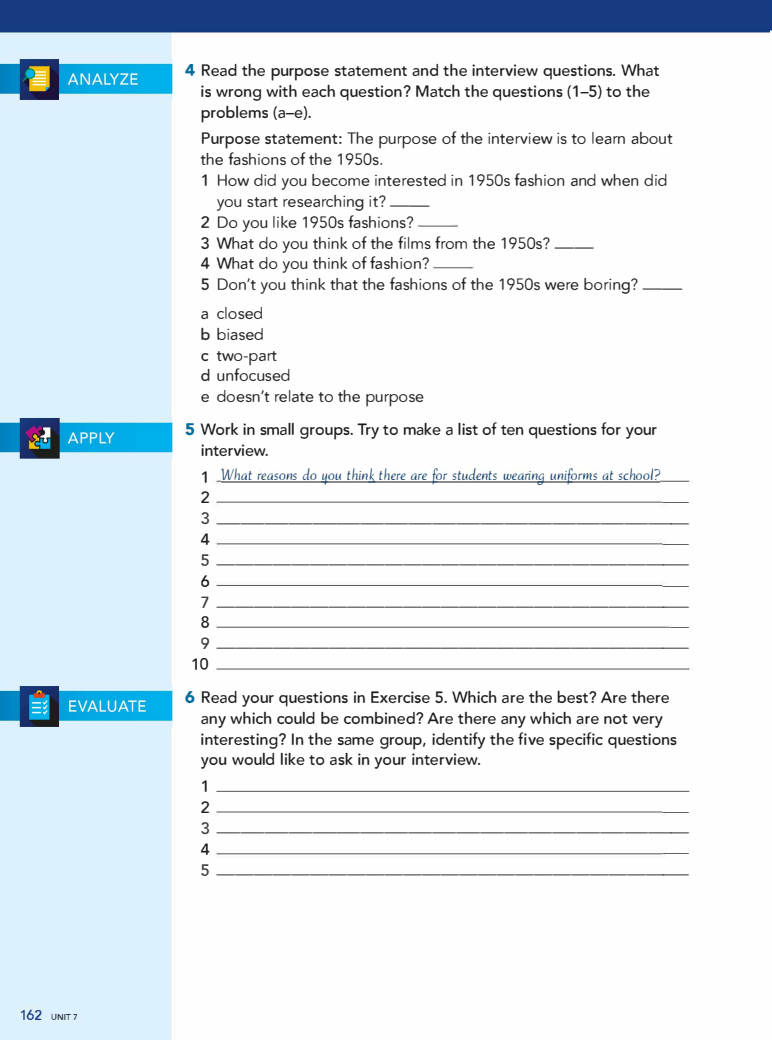 ANALYZE
4 Read the purpose statement and the interview questions. What
is wrong with each question? Match the questions (1–5) to the
problems (a–e).
Purpose statement: The purpose of the interview is to learn about
the fashions of the 1950s.
1 How did you become interested in 1950s fashion and when did
you start researching it?
2 Do you like 1950s fashions?
3 What do you think of the films from the 1950s?
4 What do you think of fashion?
5 Don't you think that the fashions of the 1950s were boring?
a closed
b biased
c two-part
d unfocused
e doesn't relate to the purpose
APPLY
5 Work in small groups. Try to make a list of ten questions for your
interview.
1 What reasons do you think there are for students wearing uniforms at school?
2
3
4
5
6
7
8
9
10
EVALUATE
6 Read your questions in Exercise 5. Which are the best? Are there
any which could be combined? Are there any which are not very
interesting? In the same group, identify the five specific questions
you would like to ask in your interview.
1
2
3
4
5
162 UNIT 7